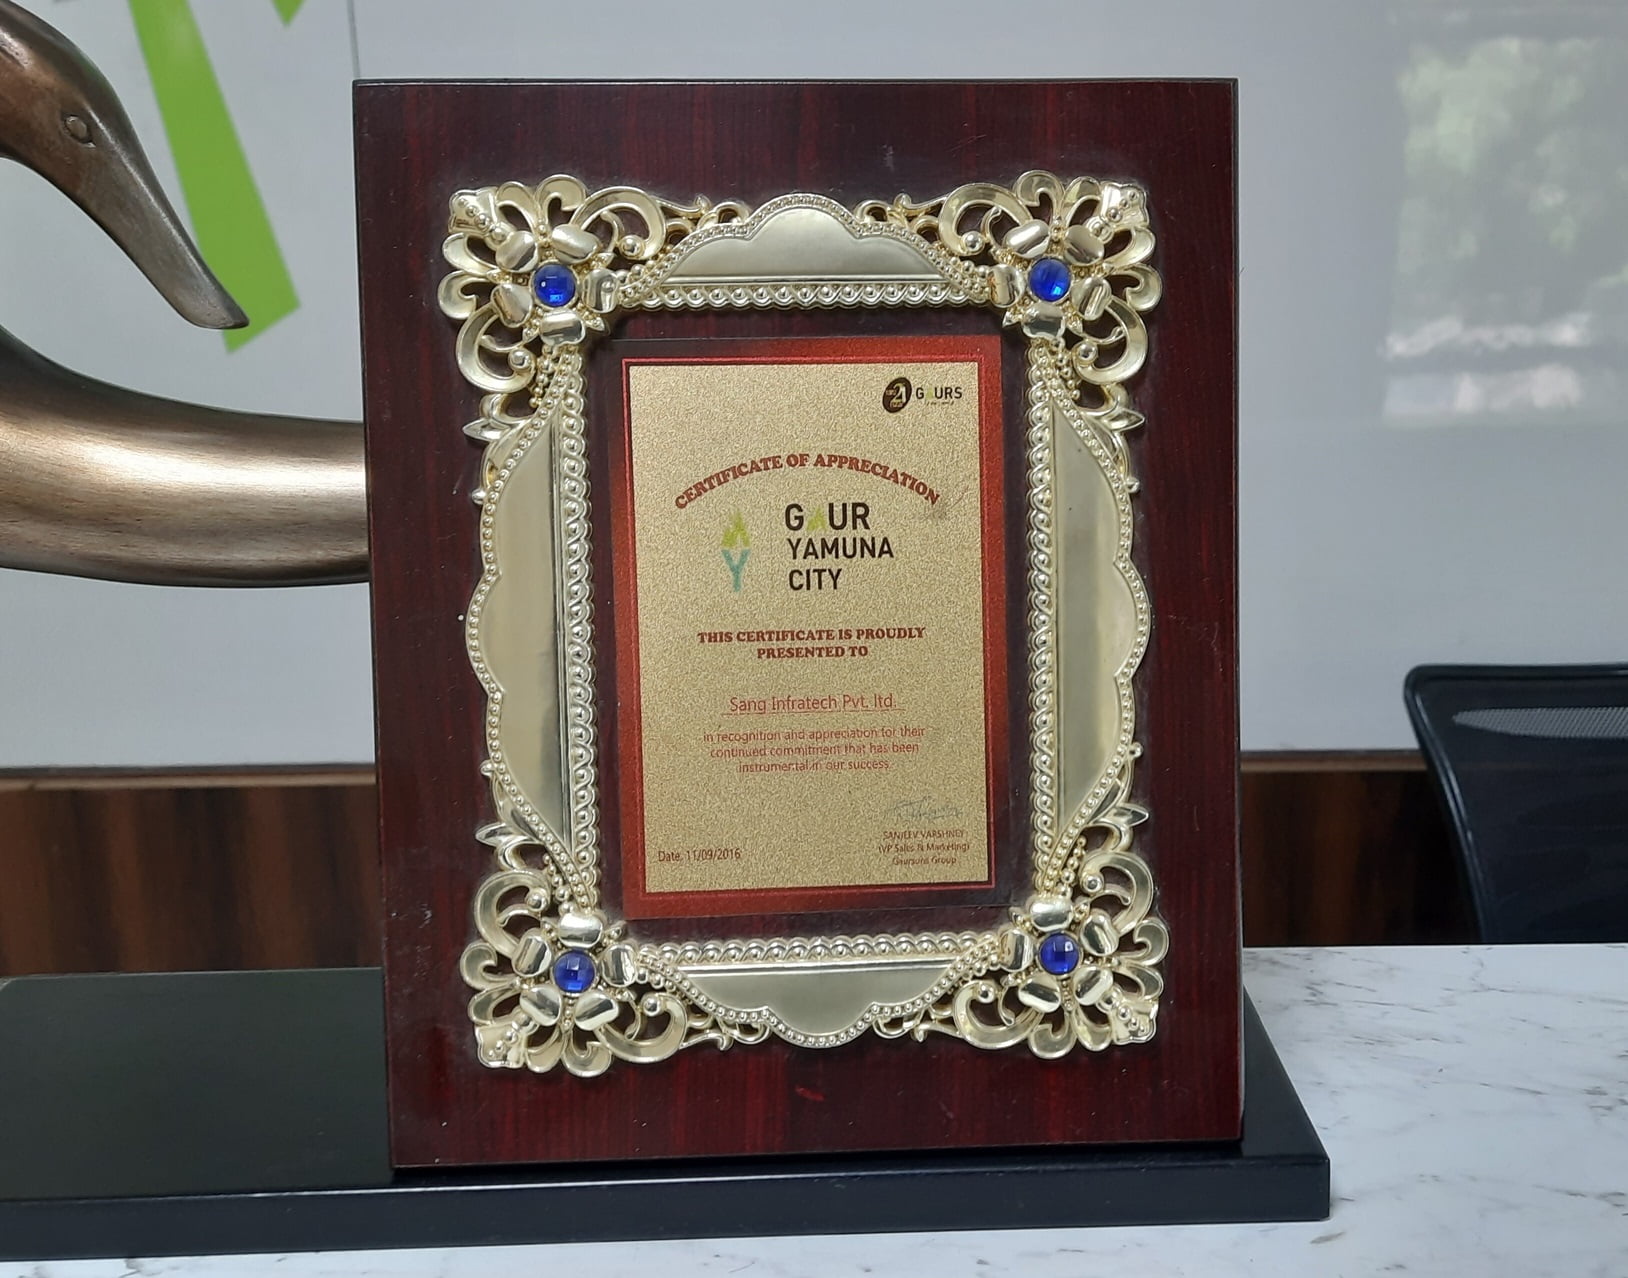 21 GAURS
CERTIFICATE OF APPRECIATION
GAUR
YAMUNA
CITY
THIS CERTIFICATE IS PROUDLY
PRESENTED TO
Sang Infratech Pvt. ltd.
in recognition and appreciation for their
continued commitment that has been
instrumental in our success.
SANJEEV VARSHNEY
(VP Sales & Marketing)
Gaursons Group
Date: 11/09/2016